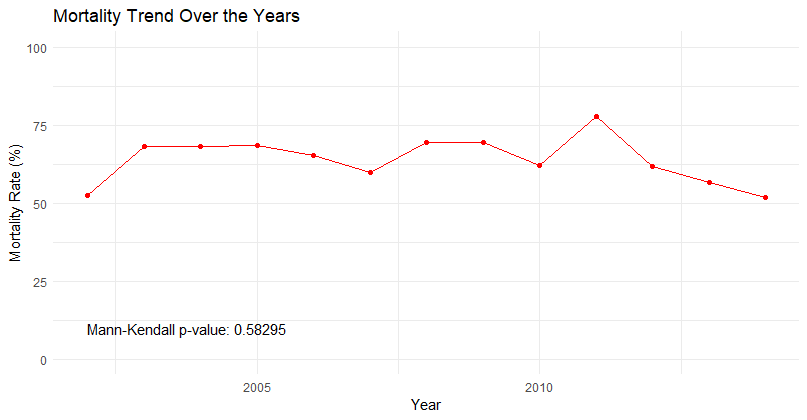 Mortality Trend Over the Years
Mortality Rate (%)
100
75
50
25
0
Mann-Kendall p-value: 0.58295
2005
2010
Year